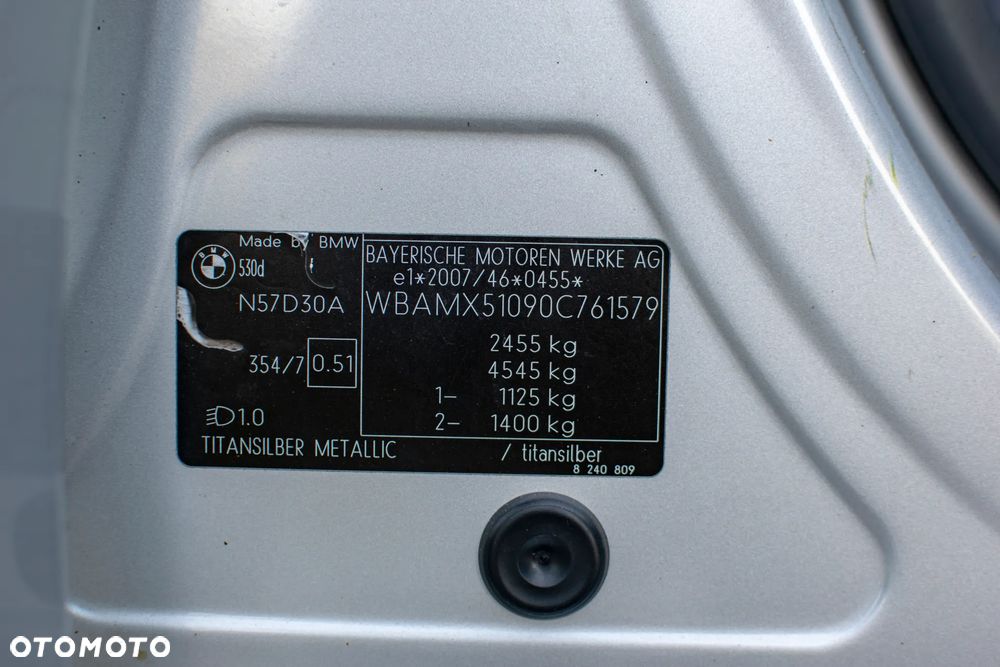 Made by BMW
BMW
530d
N57D30A
354/7 0.51
1.0
BAYERISCHE MOTOREN WERKE AG
e1*2007/46*0455*
WBAMX51090C761579
2455 kg
4545 kg
1- 1125 kg
2- 1400 kg
TITANSILBER METALLIC / titansilber
8 240 809
OTOMOTO